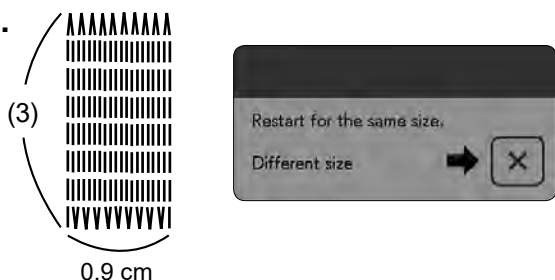 .
(3)
0.9 cm
Restart for the same size.
Different size